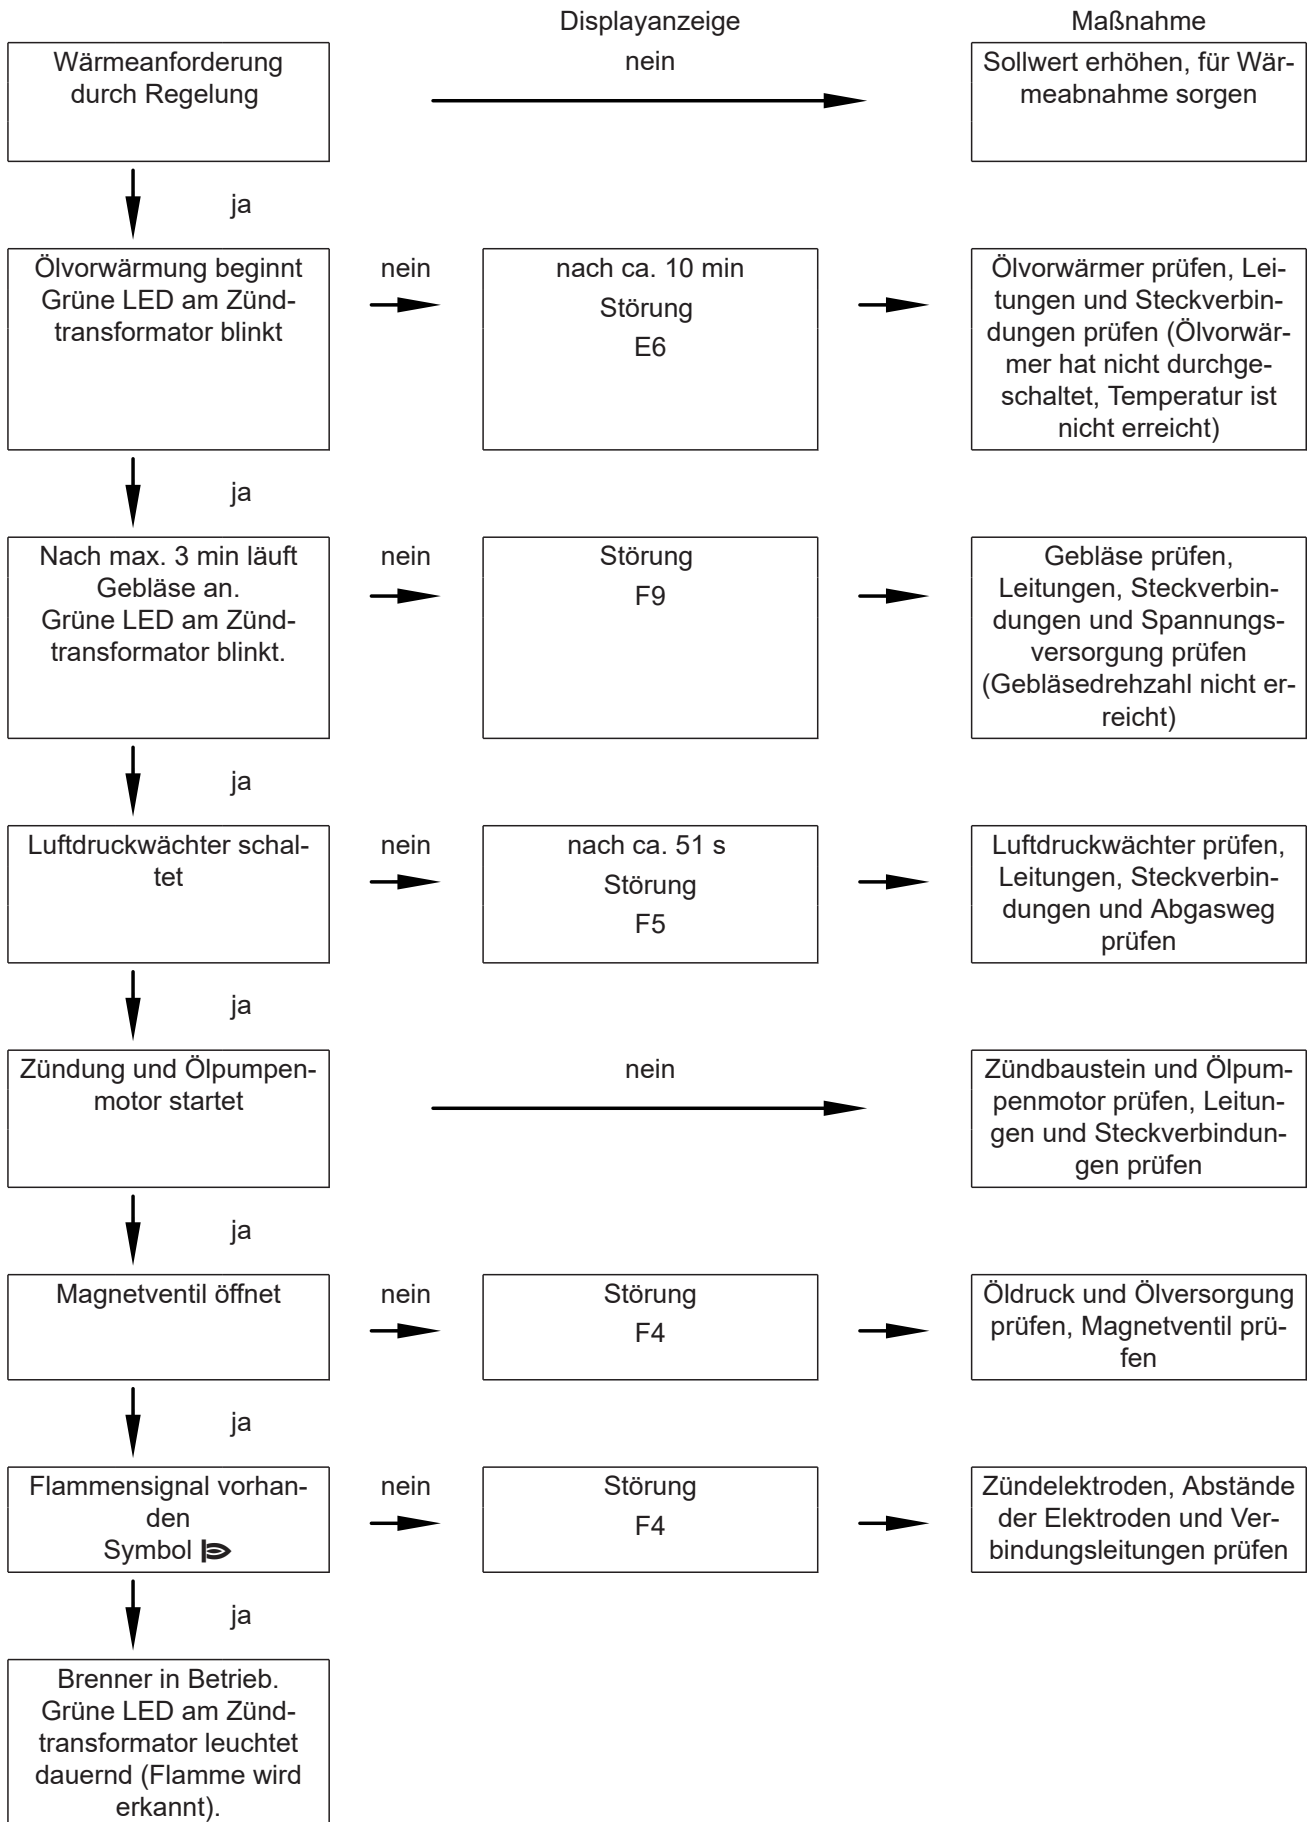 Displayanzeige
Maßnahme
Wärmeanforderung
durch Regelung
nein
Sollwert erhöhen, für Wär-
meabnahme sorgen
ja
Ölvorwärmung beginnt
Grüne LED am Zünd-
transformator blinkt
nein
nach ca. 10 min
Störung
E6
Ölvorwärmer prüfen, Lei-
tungen und Steckverbin-
dungen prüfen (Ölvorwär-
mer hat nicht durchge-
schaltet, Temperatur ist
nicht erreicht)
ja
Nach max. 3 min läuft
Gebläse an.
Grüne LED am Zünd-
transformator blinkt.
nein
Störung
F9
Gebläse prüfen,
Leitungen, Steckverbin-
dungen und Spannungs-
versorgung prüfen
(Gebläsedrehzahl nicht er-
reicht)
ja
Luftdruckwächter schal-
tet
nein
nach ca. 51 s
Störung
F5
Luftdruckwächter prüfen,
Leitungen, Steckverbin-
dungen und Abgasweg
prüfen
ja
Zündung und Ölpumpen-
motor startet
nein
Zündbaustein und Ölpum-
penmotor prüfen, Leitun-
gen und Steckverbindun-
gen prüfen
ja
Magnetventil öffnet
nein
Störung
F4
Öldruck und Ölversorgung
prüfen, Magnetventil prü-
fen
ja
Flammensignal vorhan-
den
Symbol
nein
Störung
F4
Zündelektroden, Abstände
der Elektroden und Ver-
bindungsleitungen prüfen
ja
Brenner in Betrieb.
Grüne LED am Zünd-
transformator leuchtet
dauernd (Flamme wird
erkannt).